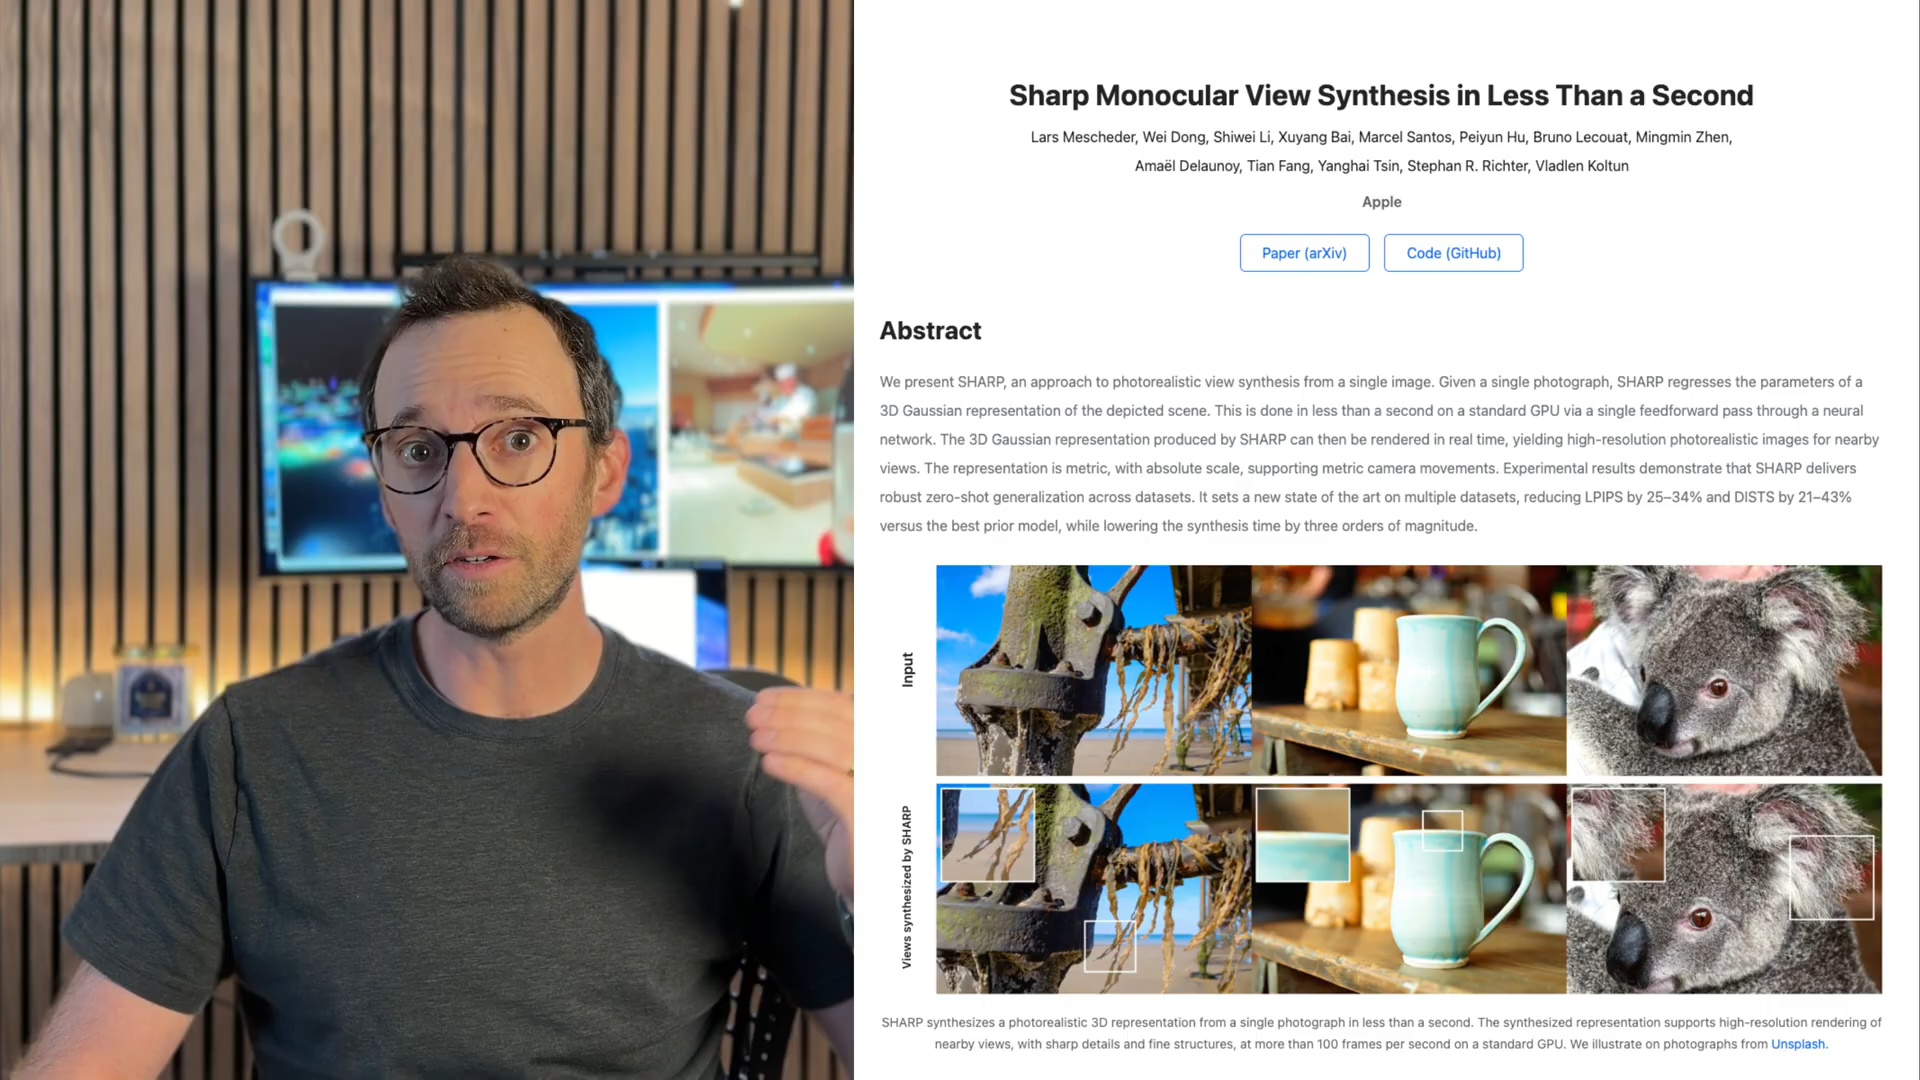 Sharp Monocular View Synthesis in Less Than a Second
Lars Mescheder, Wei Dong, Shiwei Li, Xuyang Bai, Marcel Santos, Peiyun Hu, Bruno Lecouat, Mingmin Zhen,
Amaël Delaunoy, Tian Fang, Yanghai Tsin, Stephan R. Richter, Vladlen Koltun
Apple
Paper (arXiv)
Code (GitHub)
Abstract
We present SHARP, an approach to photorealistic view synthesis from a single image. Given a single photograph, SHARP regresses the parameters of a
3D Gaussian representation of the depicted scene. This is done in less than a second on a standard GPU via a single feedforward pass through a neural
network. The 3D Gaussian representation produced by SHARP can then be rendered in real time, yielding high-resolution photorealistic images for nearby
views. The representation is metric, with absolute scale, supporting metric camera movements. Experimental results demonstrate that SHARP delivers
robust zero-shot generalization across datasets. It sets a new state of the art on multiple datasets, reducing LPIPS by 25–34% and DISTS by 21–43%
versus the best prior model, while lowering the synthesis time by three orders of magnitude.
Input
Views synthesized by SHARP
SHARP synthesizes a photorealistic 3D representation from a single photograph in less than a second. The synthesized representation supports high-resolution rendering of
nearby views, with sharp details and fine structures, at more than 100 frames per second on a standard GPU. We illustrate on photographs from Unsplash.